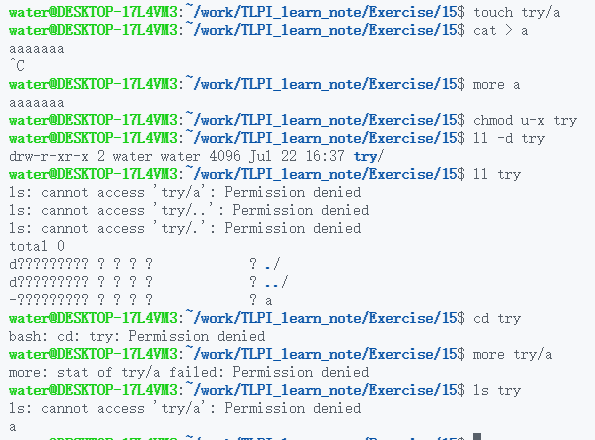 water@DESKTOP-17L4VM3:~/work/TLPI_learn_note/Exercise/15$ touch try/a
water@DESKTOP-17L4VM3:~/work/TLPI_learn_note/Exercise/15$ cat > a
aaaaaaa
^C
water@DESKTOP-17L4VM3:~/work/TLPI_learn_note/Exercise/15$ more a
aaaaaaa
water@DESKTOP-17L4VM3:~/work/TLPI_learn_note/Exercise/15$ chmod u-x try
water@DESKTOP-17L4VM3:~/work/TLPI_learn_note/Exercise/15$ ll -d try
drw-r-xr-x 2 water water 4096 Jul 22 16:37 try/
water@DESKTOP-17L4VM3:~/work/TLPI_learn_note/Exercise/15$ ll try
ls: cannot access 'try/a': Permission denied
ls: cannot access 'try/..': Permission denied
ls: cannot access 'try/.': Permission denied
total 0
d????????? ? ? ? ?            ? ./
d????????? ? ? ? ?            ? ../
-????????? ? ? ? ?            ? a
water@DESKTOP-17L4VM3:~/work/TLPI_learn_note/Exercise/15$ cd try
bash: cd: try: Permission denied
water@DESKTOP-17L4VM3:~/work/TLPI_learn_note/Exercise/15$ more try/a
more: stat of try/a failed: Permission denied
water@DESKTOP-17L4VM3:~/work/TLPI_learn_note/Exercise/15$ ls try
ls: cannot access 'try/a': Permission denied
a